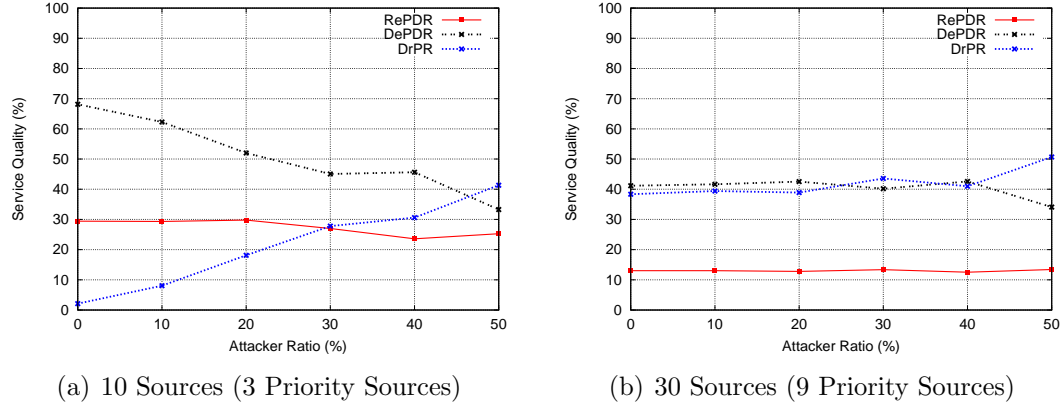 100
90
80
70
60
50
40
30
20
10
0
0 10 20 30 40 50
Service Quality (%)
Attacker Ratio (%)
RePDR
DePDR
DrPR
(a) 10 Sources (3 Priority Sources)
100
90
80
70
60
50
40
30
20
10
0
0 10 20 30 40 50
Service Quality (%)
Attacker Ratio (%)
RePDR
DePDR
DrPR
(b) 30 Sources (9 Priority Sources)